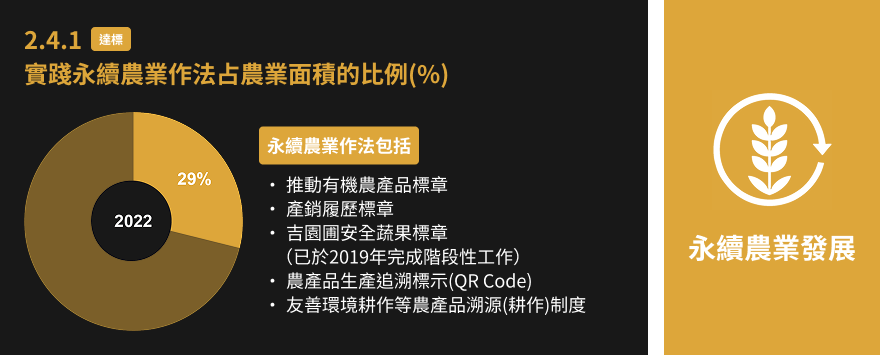 2.4.1 達標
實踐永續農業作法占農業面積的比例(%)
29%
2022
永續農業作法包括
・ 推動有機農產品標章
・ 產銷履歷標章
・ 吉園圃安全蔬果標章
（已於2019年完成階段性工作）
・ 農產品生產追溯標示(QR Code)
・ 友善環境耕作等農產品溯源(耕作)制度
永續農業發展